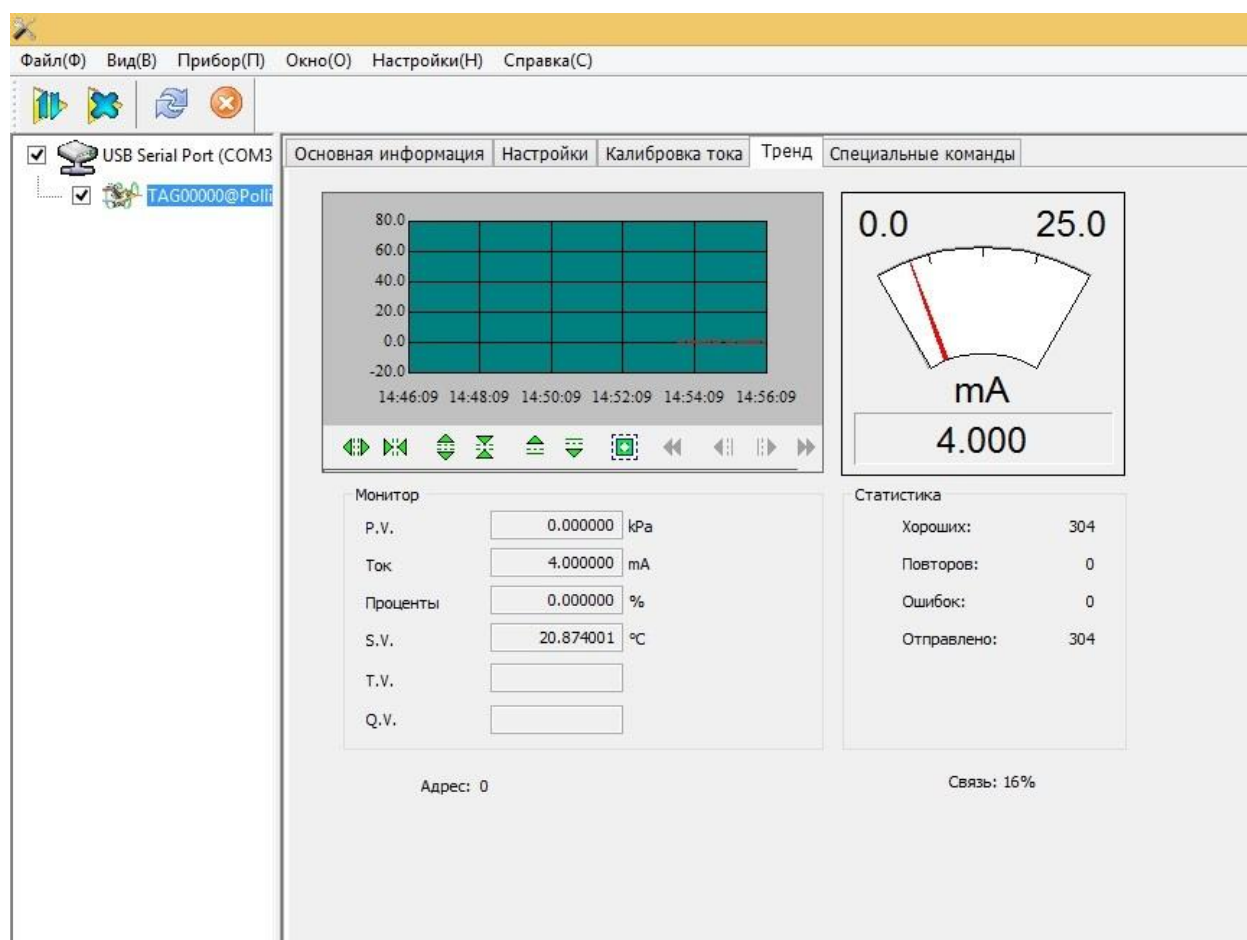 Файл(Ф) Вид(В) Прибор(П) Окно(О) Настройки(Н) Справка(С)
USB Serial Port (COM3
TAG00000@Polli
Основная информация Настройки Калибровка тока Тренд Специальные команды
80.0
60.0
40.0
20.0
0.0
-20.0
14:46:09 14:48:09 14:50:09 14:52:09 14:54:09 14:56:09
0.0 25.0
mA
4.000
Монитор
P.V. 0.000000 kPa
Ток 4.000000 mA
Проценты 0.000000 %
S.V. 20.874001 °C
T.V.
Q.V.
Статистика
Хороших: 304
Повторов: 0
Ошибок: 0
Отправлено: 304
Адрес: 0
Связь: 16%